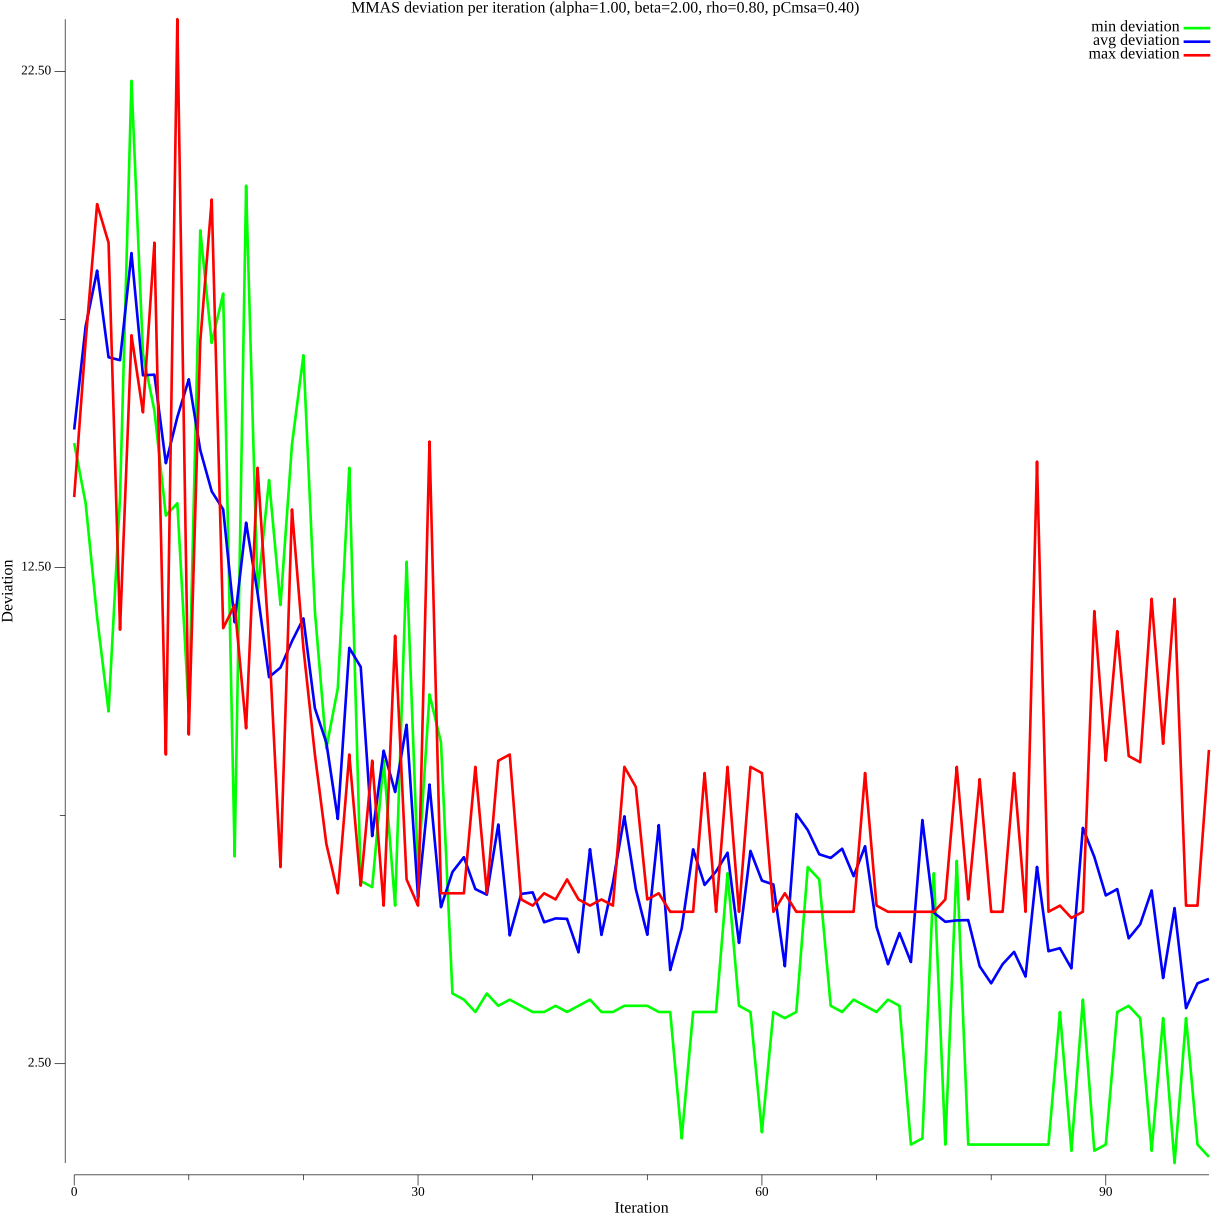 MMAS deviation per iteration (alpha=1.00, beta=2.00, rho=0.80, pCmsa=0.40)
min deviation
avg deviation
max deviation
22.50
12.50
2.50
Deviation
0
30
60
90
Iteration